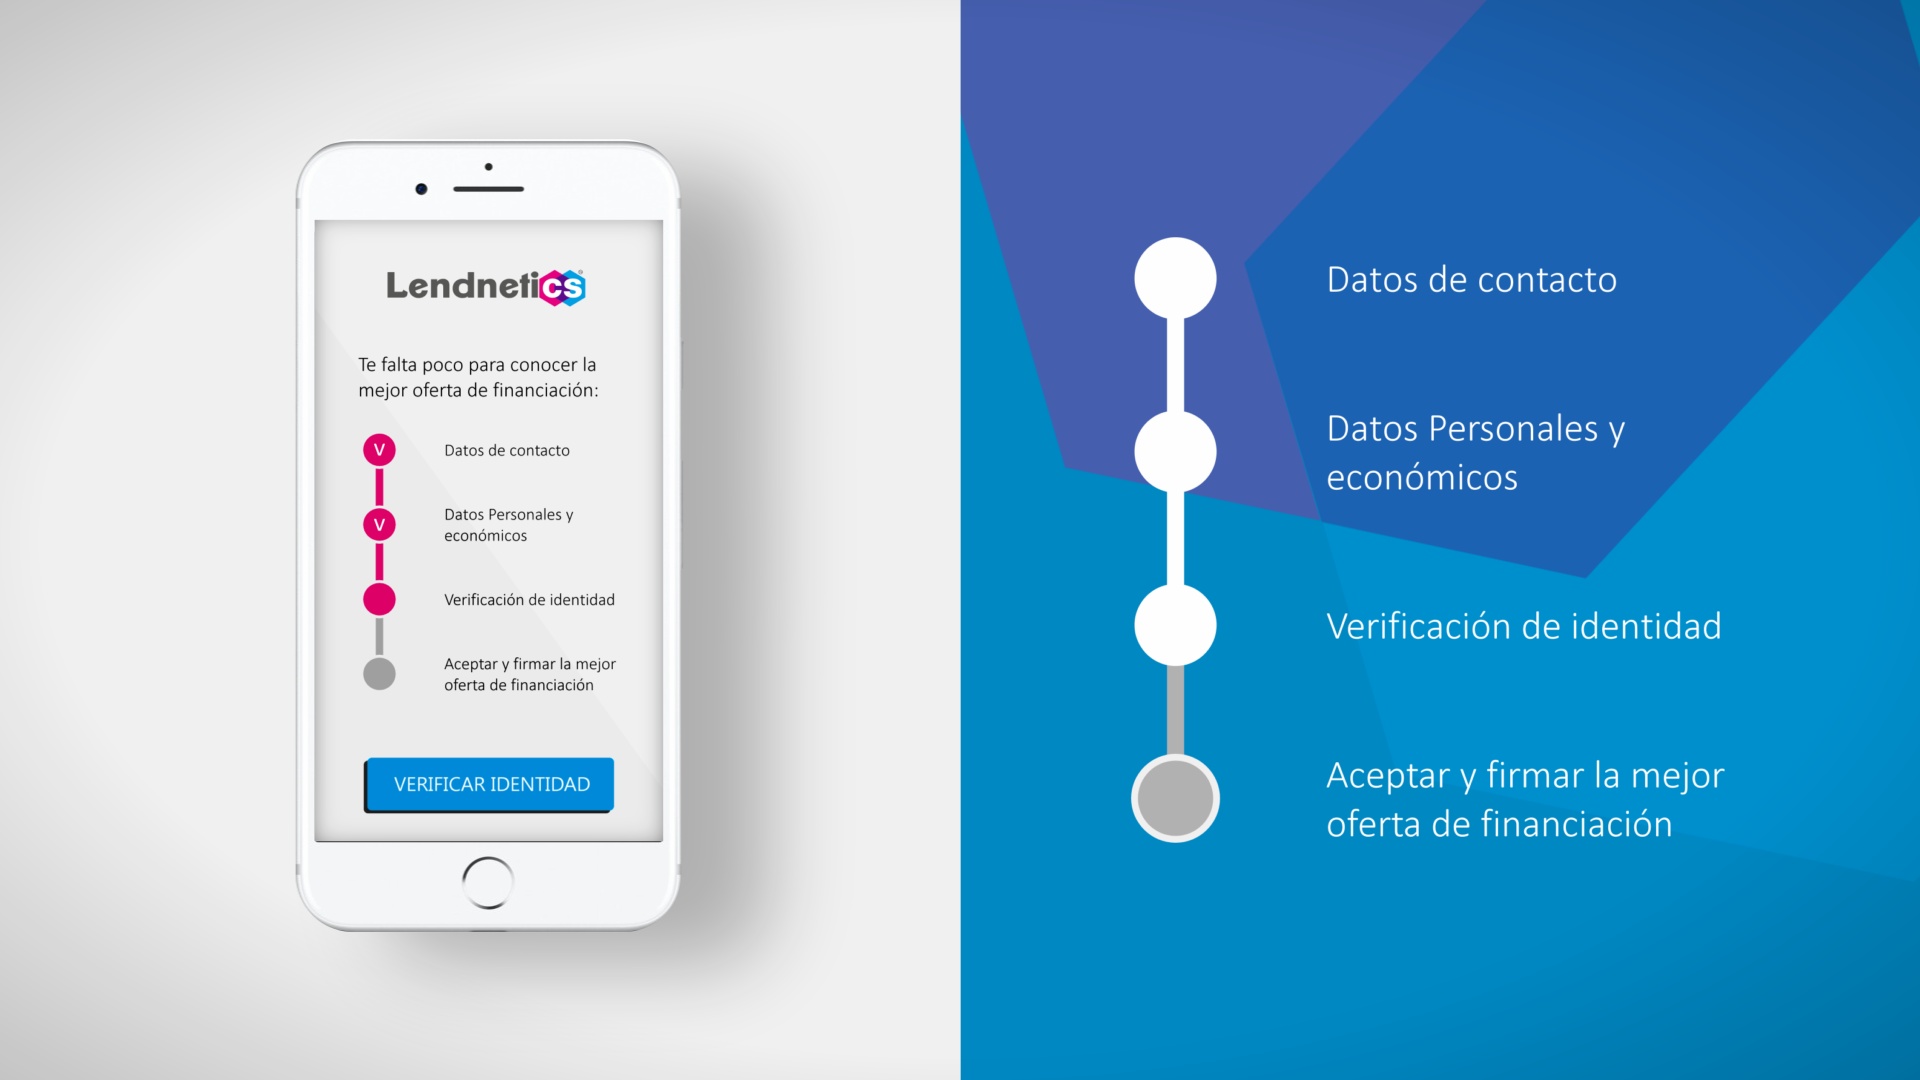 Lendnetics®
Te falta poco para conocer la
mejor oferta de financiación:
V
Datos de contacto
V
Datos Personales y
económicos
Verificación de identidad
Aceptar y firmar la mejor
oferta de financiación
VERIFICAR IDENTIDAD
Datos de contacto
Datos Personales y
económicos
Verificación de identidad
Aceptar y firmar la mejor
oferta de financiación